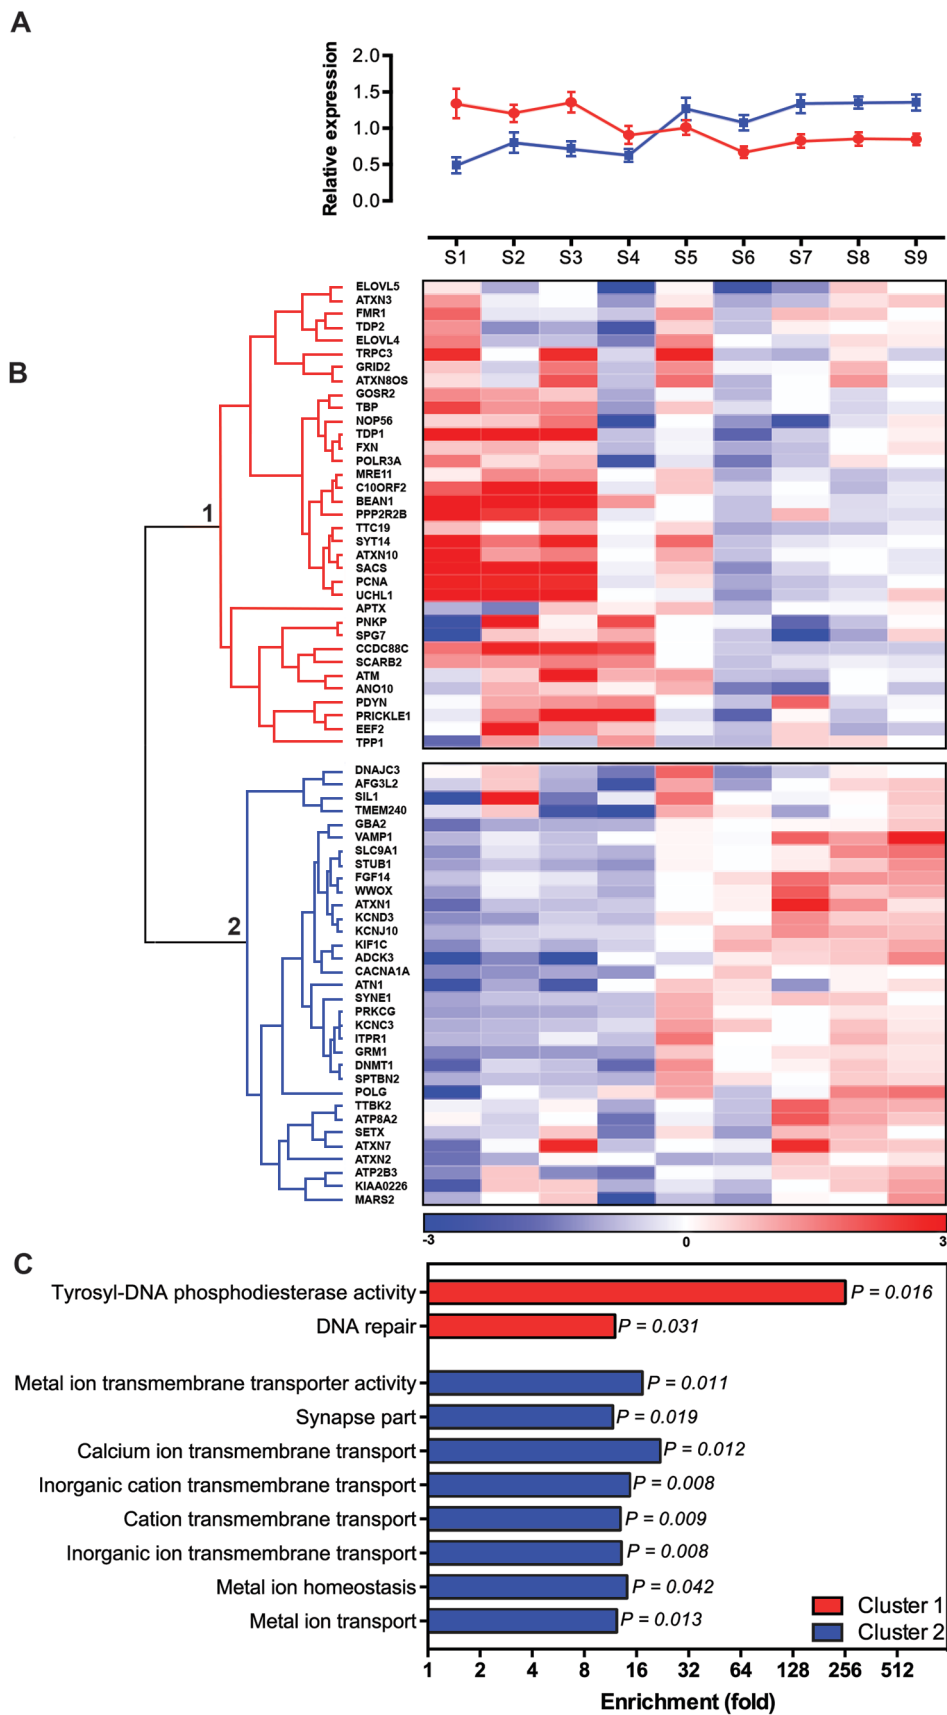 A
Relative expression
2.0
1.5
1.0
0.5
0.0
S1 S2 S3 S4 S5 S6 S7 S8 S9
B
1
2
ELOVL5
ATXN3
FMR1
TDP2
ELOVL4
TRPC3
GRID2
ATXN8OS
GOSR2
TBP
NOP56
TDP1
FXN
POLR3A
MRE11
C10ORF2
BEAN1
PPP2R2B
TTC19
SYT14
ATXN10
SACS
PCNA
UCHL1
APTX
PNKP
SPG7
CCDC88C
SCARB2
ATM
ANO10
PDYN
PRICKLE1
EEF2
TPP1
DNAJC3
AFG3L2
SIL1
TMEM240
GBA2
VAMP1
SLC9A1
STUB1
FGF14
WWOX
ATXN1
KCND3
KCNJ10
KIF1C
ADCK3
CACNA1A
ATN1
SYNE1
PRKCG
KCNC3
ITPR1
GRM1
DNMT1
SPTBN2
POLG
TTBK2
ATP8A2
SETX
ATXN7
ATXN2
ATP2B3
KIAA0226
MARS2
-3 0 3
C
Tyrosyl-DNA phosphodiesterase activity P = 0.016
DNA repair P = 0.031
Metal ion transmembrane transporter activity P = 0.011
Synapse part P = 0.019
Calcium ion transmembrane transport P = 0.012
Inorganic cation transmembrane transport P = 0.008
Cation transmembrane transport P = 0.009
Inorganic ion transmembrane transport P = 0.008
Metal ion homeostasis P = 0.042
Metal ion transport P = 0.013
Cluster 1
Cluster 2
1 2 4 8 16 32 64 128 256 512
Enrichment (fold)